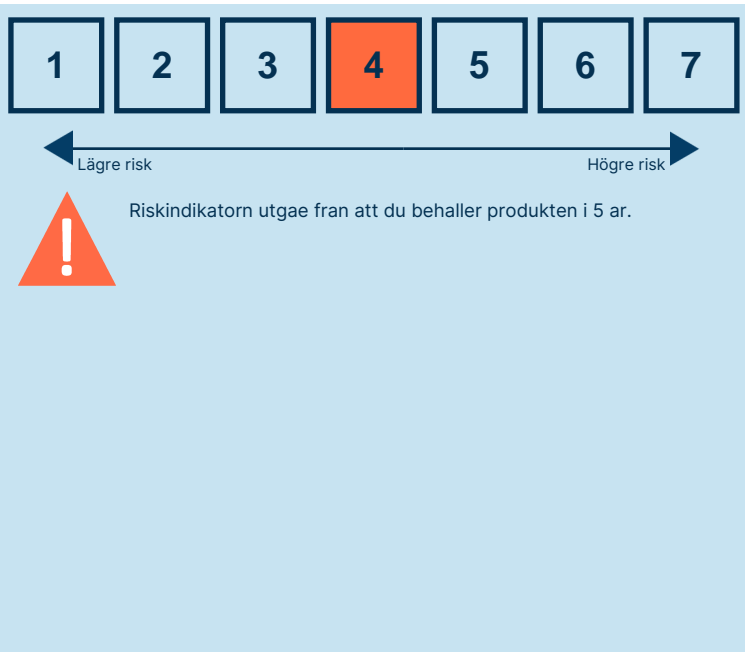 1 2 3 4 5 6 7
Lägre risk Högre risk
Riskindikatorn utgae fran att du behaller produkten i 5 ar.